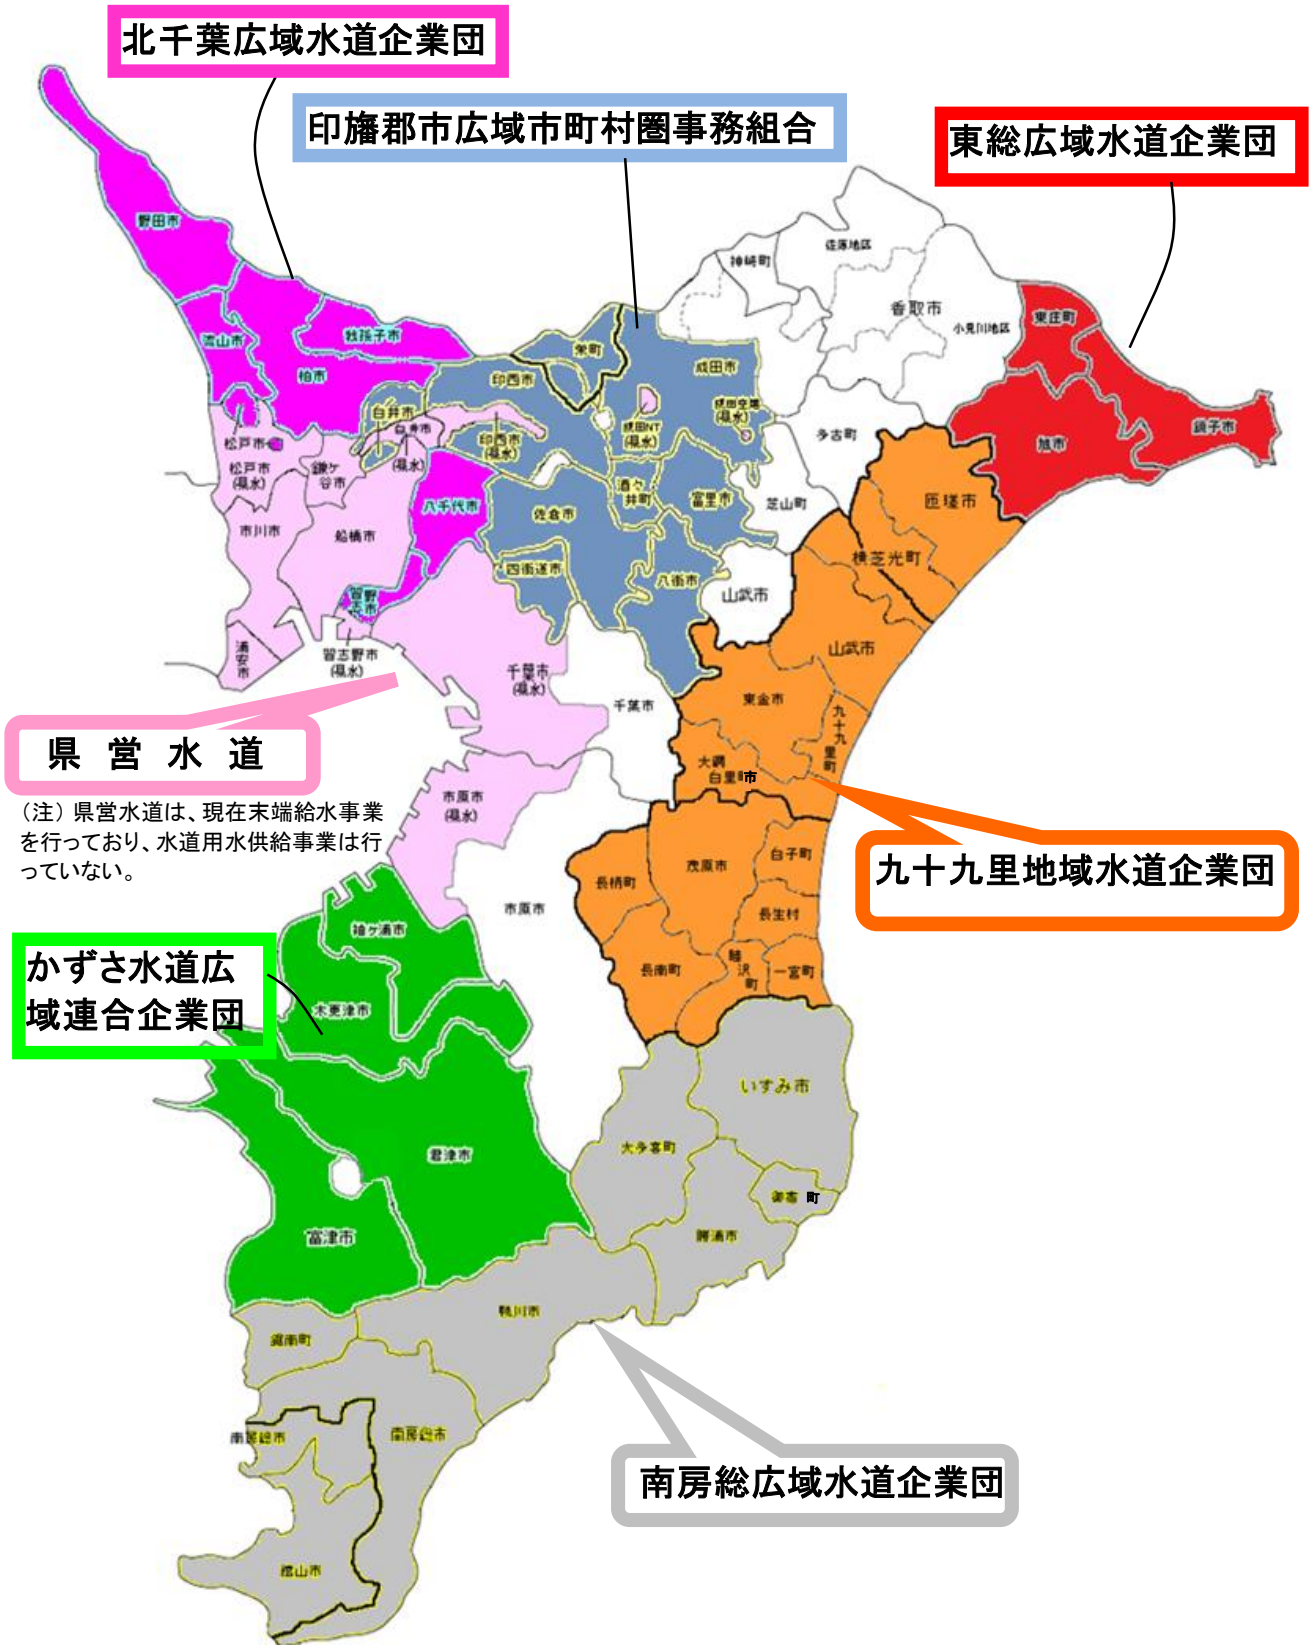 北千葉広域水道企業団
印旛郡市広域市町村圏事務組合
東総広域水道企業団
野田市
流山市
我孫子市
柏市
栄町
印西市
成田市
神崎町
佐原地区
香取市
小見川地区
東庄町
銚子市
旭市
多古町
白井市
白井市
(県水)
印西市
(県水)
成田NT
(県水)
成田空港
(県水)
松戸市
松戸市
(県水)
鎌ケ
谷市
市川市
船橋市
八千代市
佐倉市
酒々
井町
富里市
芝山町
匝瑳市
横芝光町
四街道市
八街市
山武市
山武市
習志
野市
習志野市
(県水)
浦安市
千葉市
(県水)
千葉市
東金市
九十九
里町
大網
白里市
県営水道
(注) 県営水道は、現在末端給水事業
を行っており、水道用水供給事業は行
っていない。
市原市
(県水)
市原市
九十九里地域水道企業団
長柄町
茂原市
白子町
長生村
長南町
睦沢町
一宮町
かずさ水道広
域連合企業団
袖ケ浦市
木更津市
君津市
富津市
いすみ市
大多喜町
御宿町
勝浦市
鴨川市
鋸南町
南房総市
南房総市
館山市
南房総広域水道企業団